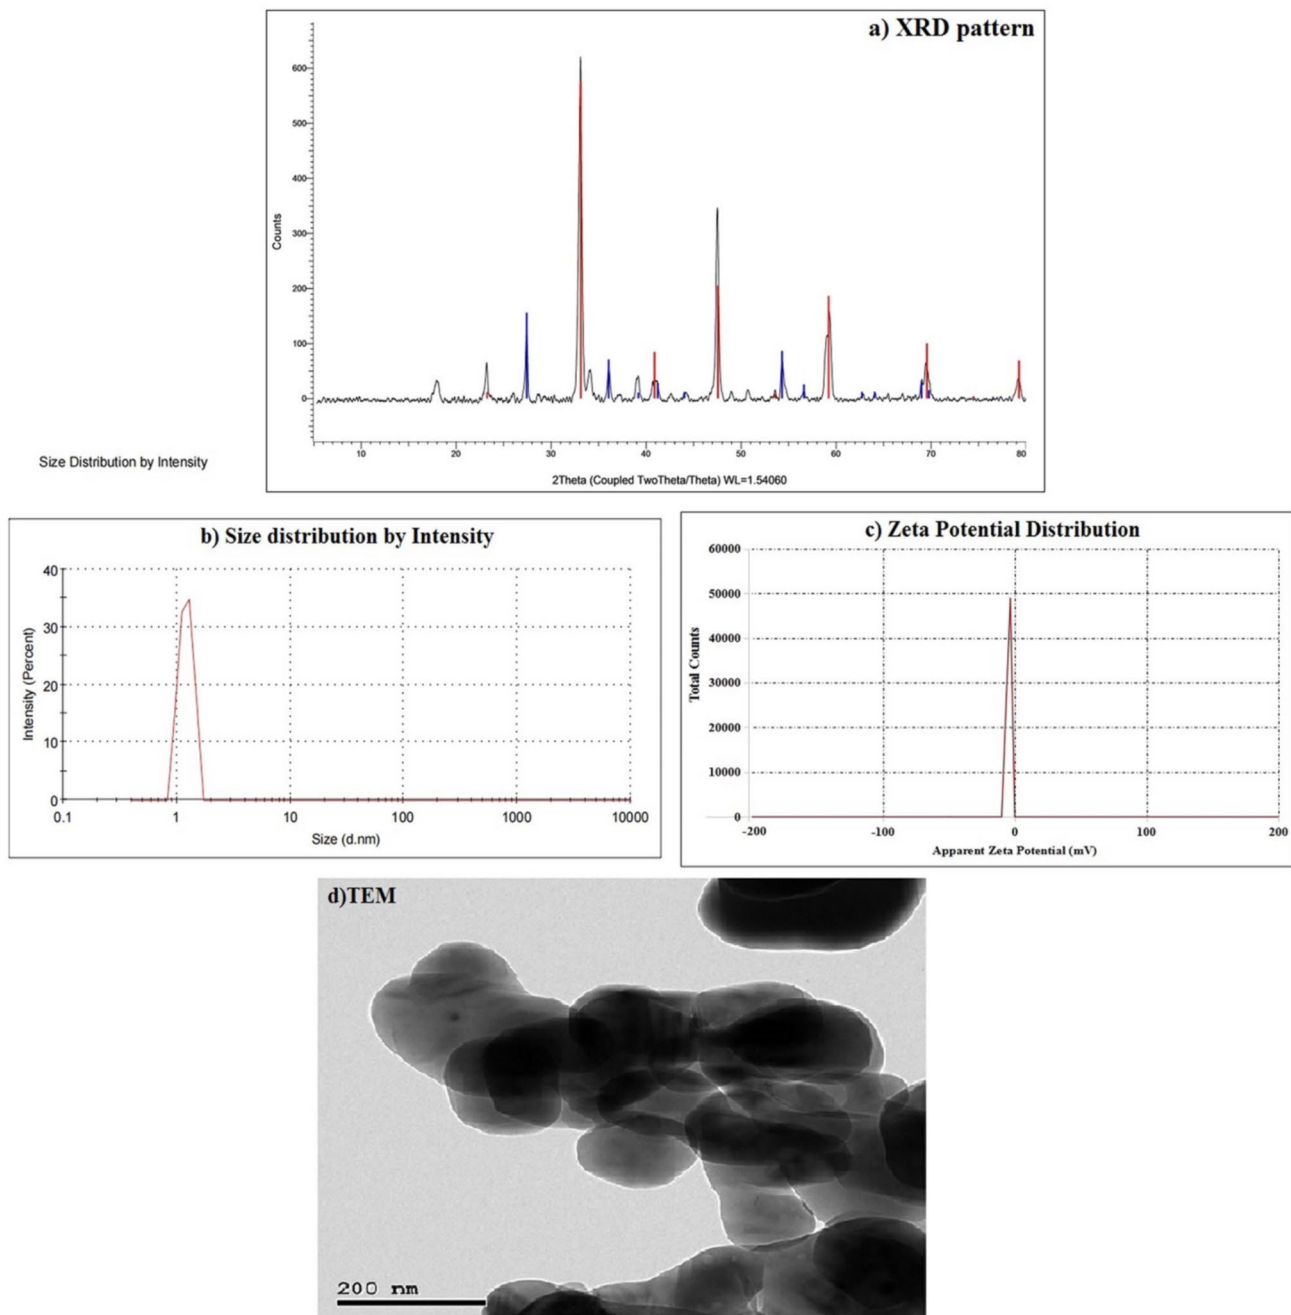 a) XRD pattern
600
500
400
300
200
100
0
Counts
10 20 30 40 50 60 70 80
2Theta (Coupled TwoTheta/Theta) WL=1.54060
Size Distribution by Intensity
b) Size distribution by Intensity
40
30
20
10
0
Intensity (Percent)
0.1 1 10 100 1000 10000
Size (d.nm)
c) Zeta Potential Distribution
60000
50000
40000
30000
20000
10000
0
Total Counts
-200 -100 0 100 200
Apparent Zeta Potential (mV)
d)TEM
200 nm